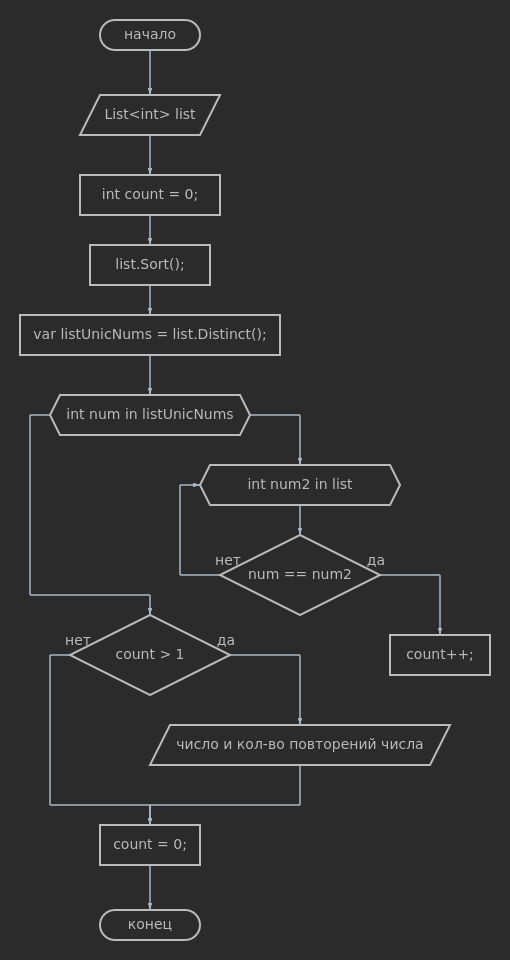 начало
List<int> list
int count = 0;
list.Sort();
var listUnicNums = list.Distinct();
int num in listUnicNums
int num2 in list
нет
да
num == num2
нет
да
count > 1
count++;
число и кол-во повторений числа
count = 0;
конец